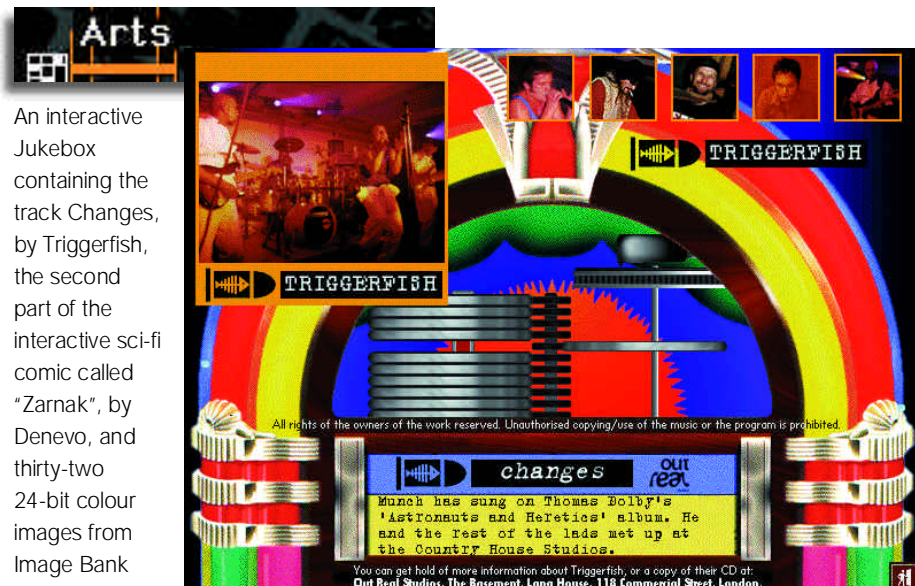 Arts
An interactive
Jukebox
containing the
track Changes,
by Triggerfish,
the second
part of the
interactive sci-fi
comic called
“Zarnak”, by
Denevo, and
thirty-two
24-bit colour
images from
Image Bank
TRIGGERFISH
TRIGGERFISH
All rights of the owners of the work reserved. Unauthorised copying/use of the music or the program is prohibited.
changes
out real
Munch has sung on Thomas Dolby's
'Astronauts and Heretics' album. He
and the rest of the lads met up at
the Country House Studios.
You can get hold of more information about Triggerfish, or a copy of their CD at:
Out Real Studios, The Basement, Lang House, 118 Commercial Street, London,